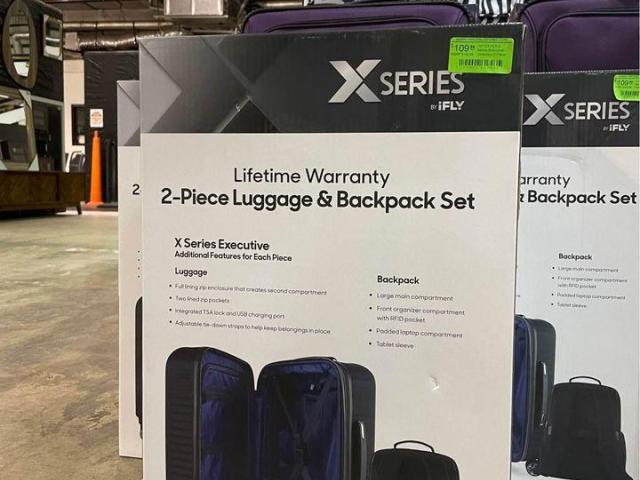 X SERIES
BY iFLY
$109
Lifetime Warranty
2-Piece Luggage & Backpack Set
X Series Executive
Additional Features for Each Piece
Luggage
• Full lining zip enclosure that creates second compartment
• Two lined zip pockets
• Integrated TSA lock and USB charging port
• Adjustable tie-down straps to help keep belongings in place
Backpack
• Large main compartment
• Front organizer compartment
with RFID pocket
• Padded laptop compartment
• Tablet sleeve
2
X SERIES
BY iFLY
$109
arranty
Backpack Set
Backpack
• Large main compartment
• Front organizer compartment
with RFID pocket
• Padded laptop compartment
• Tablet sleeve